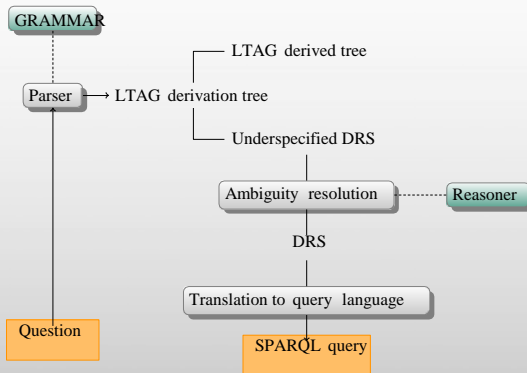 GRAMMAR
LTAG derived tree
Parser
LTAG derivation tree
Underspecified DRS
Ambiguity resolution
Reasoner
DRS
Translation to query language
Question
SPARQL query